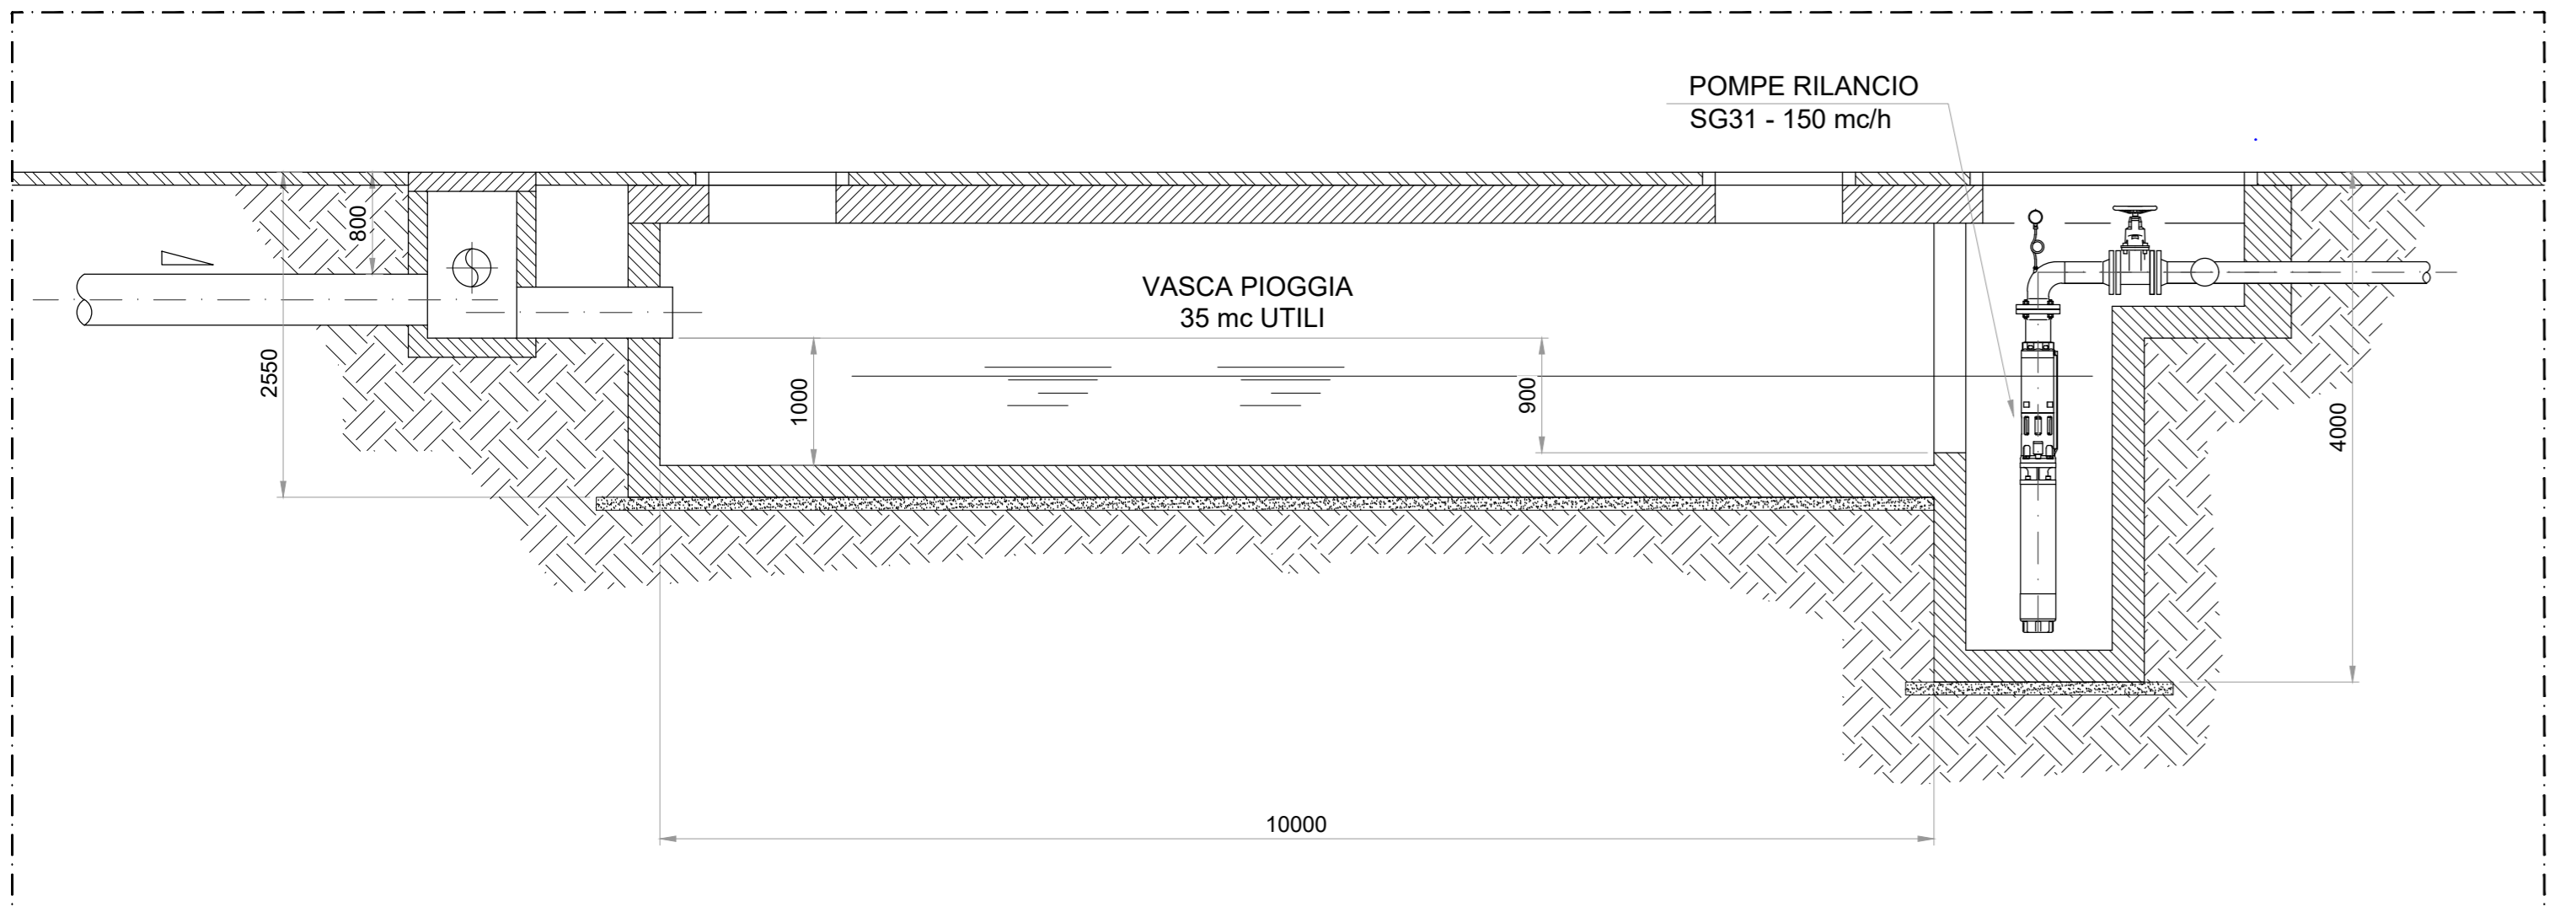 POMPE RILANCIO
SG31 - 150 mc/h
800
2550
VASCA PIOGGIA
35 mc UTILI
1000
900
4000
10000